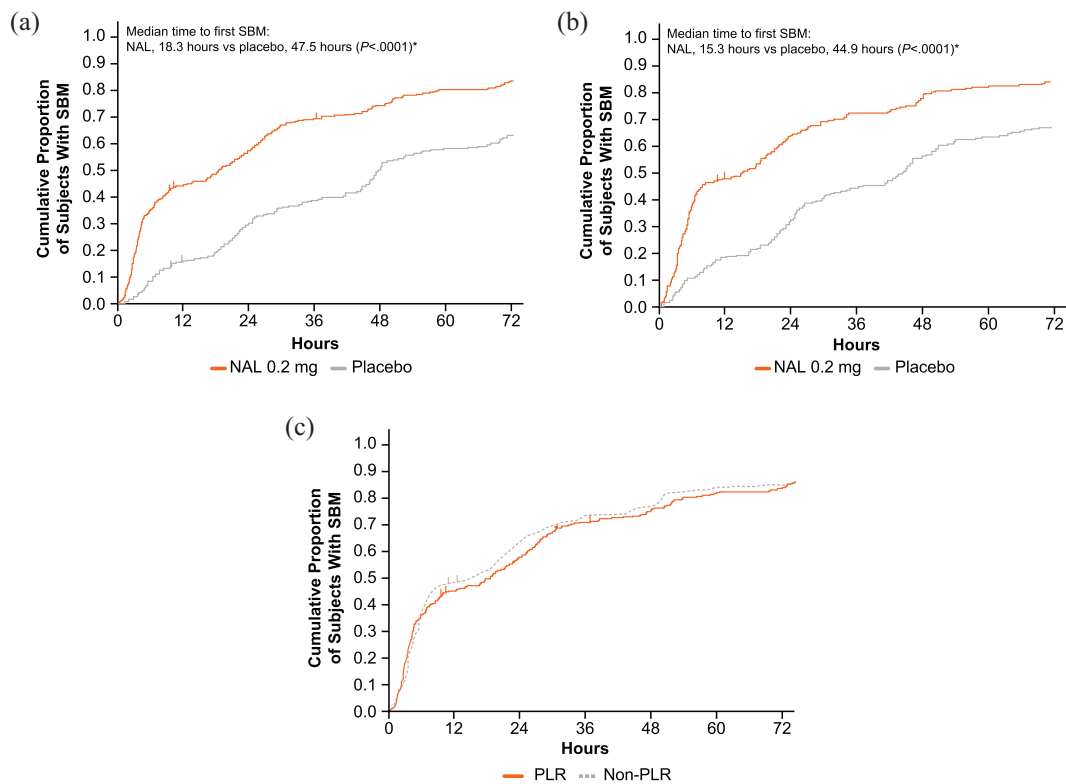 (a)
Median time to first SBM:
NAL, 18.3 hours vs placebo, 47.5 hours (P<.0001)*
Cumulative Proportion
of Subjects With SBM
1.0
0.9
0.8
0.7
0.6
0.5
0.4
0.3
0.2
0.1
0.0
0 12 24 36 48 60 72
Hours
NAL 0.2 mg Placebo
(b)
Median time to first SBM:
NAL, 15.3 hours vs placebo, 44.9 hours (P<.0001)*
Cumulative Proportion
of Subjects With SBM
1.0
0.9
0.8
0.7
0.6
0.5
0.4
0.3
0.2
0.1
0.0
0 12 24 36 48 60 72
Hours
NAL 0.2 mg Placebo
(c)
Cumulative Proportion
of Subjects With SBM
1.0
0.9
0.8
0.7
0.6
0.5
0.4
0.3
0.2
0.1
0.0
0 12 24 36 48 60 72
Hours
PLR Non-PLR